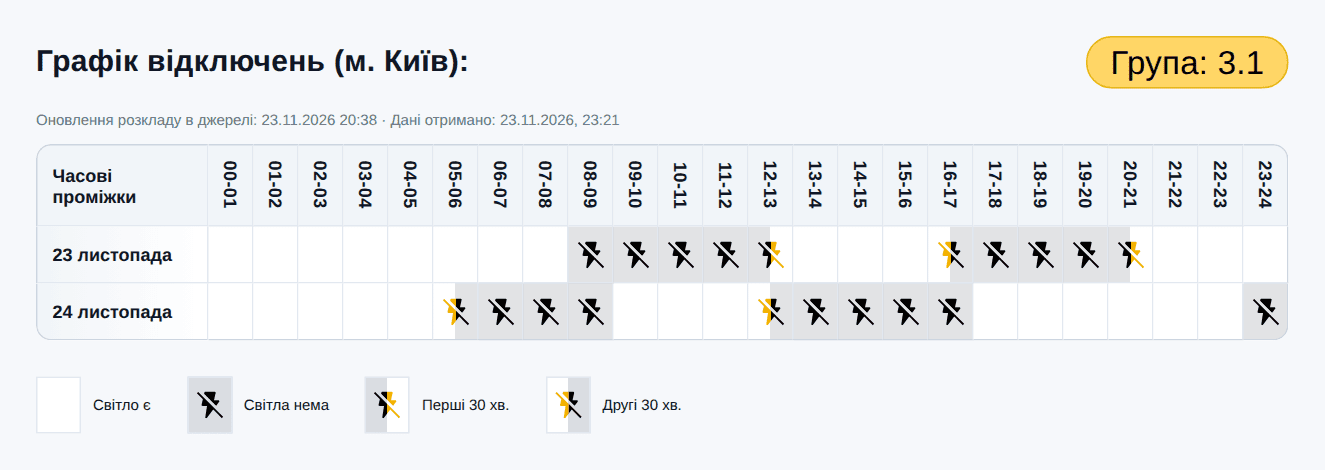 Графік відключень (м. Київ):
Група: 3.1
Оновлення розкладу в джерелі: 23.11.2026 20:38 · Дані отримано: 23.11.2026, 23:21
Часові
проміжки
00-01
01-02
02-03
03-04
04-05
05-06
06-07
07-08
08-09
09-10
10-11
11-12
12-13
13-14
14-15
15-16
16-17
17-18
18-19
19-20
20-21
21-22
22-23
23-24
23 листопада
24 листопада
Світло є
Світла нема
Перші 30 хв.
Другі 30 хв.